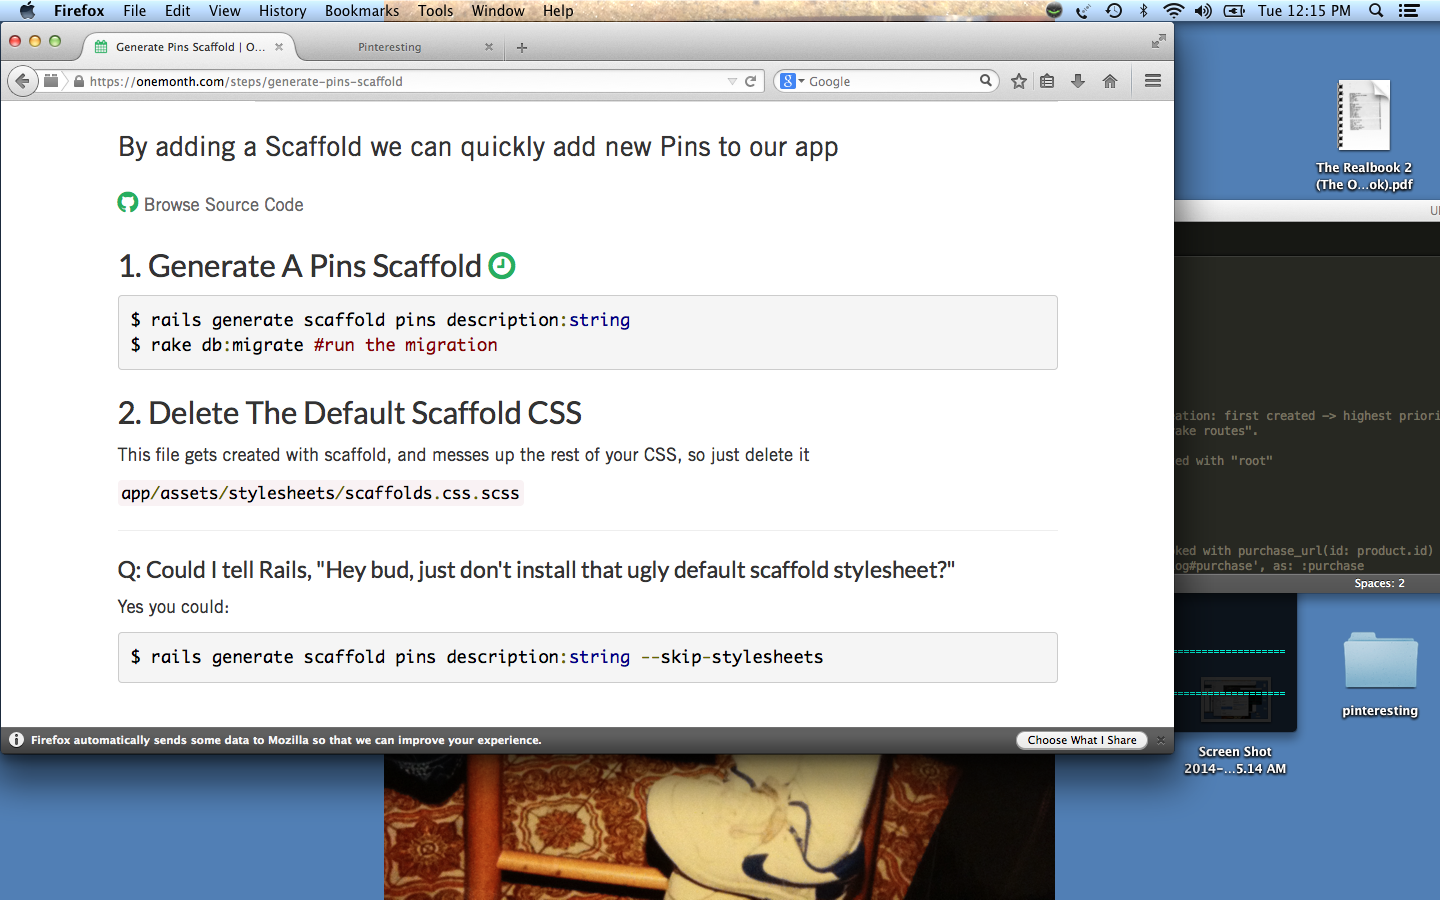 Firefox File Edit View History Bookmarks Tools Window Help
Tue 12:15 PM
Generate Pins Scaffold | O...
Pinteresting
https://onemonth.com/steps/generate-pins-scaffold
Google
By adding a Scaffold we can quickly add new Pins to our app
Browse Source Code
1. Generate A Pins Scaffold
$ rails generate scaffold pins description:string
$ rake db:migrate #run the migration
2. Delete The Default Scaffold CSS
This file gets created with scaffold, and messes up the rest of your CSS, so just delete it
app/assets/stylesheets/scaffolds.css.scss
Q: Could I tell Rails, "Hey bud, just don't install that ugly default scaffold stylesheet?"
Yes you could:
$ rails generate scaffold pins description:string --skip-stylesheets
Firefox automatically sends some data to Mozilla so that we can improve your experience.
Choose What I Share
The Realbook 2
(The O...ok).pdf
ation: first created -> highest priori
ake routes".
ed with "root"
ked with purchase_url(id: product.id)
og#purchase', as: :purchase
Spaces: 2
pinteresting
Screen Shot
2014-...5.14 AM